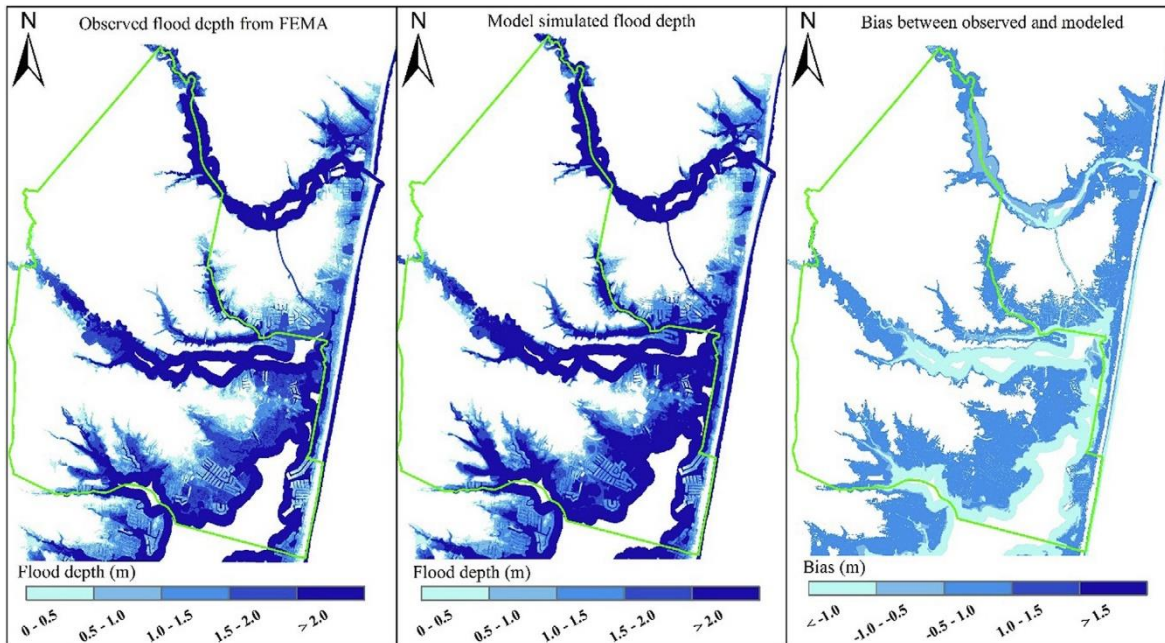 N
Observed flood depth from FEMA
Flood depth (m)
0 - 0.5
0.5 - 1.0
1.0 - 1.5
1.5 - 2.0
> 2.0
N
Model simulated flood depth
Flood depth (m)
0 - 0.5
0.5 - 1.0
1.0 - 1.5
1.5 - 2.0
> 2.0
N
Bias between observed and modeled
Bias (m)
< -1.0
-1.0 - -0.5
-0.5 - 1.0
1.0 - 1.5
> 1.5